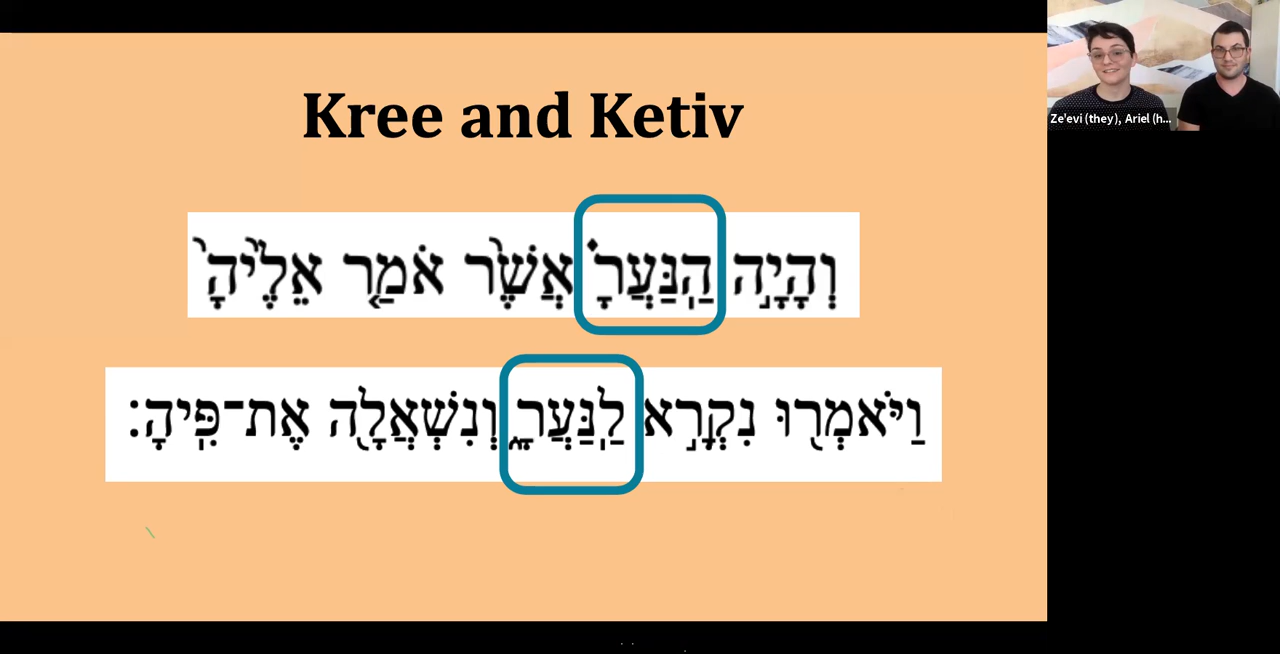 Kree and Ketiv
Ze'evi (they), Ariel (h...
וְהָיָ֣ה הַֽנַּעֲרָ֗ אֲשֶׁ֨ר אֹמַ֤ר אֵלֶ֙יהָ֙
וַיֹּאמְר֖וּ נִקְרָ֣א לַֽנַּעֲרָ֑ וְנִשְׁאֲלָ֖ה אֶת־פִּֽיהָ׃